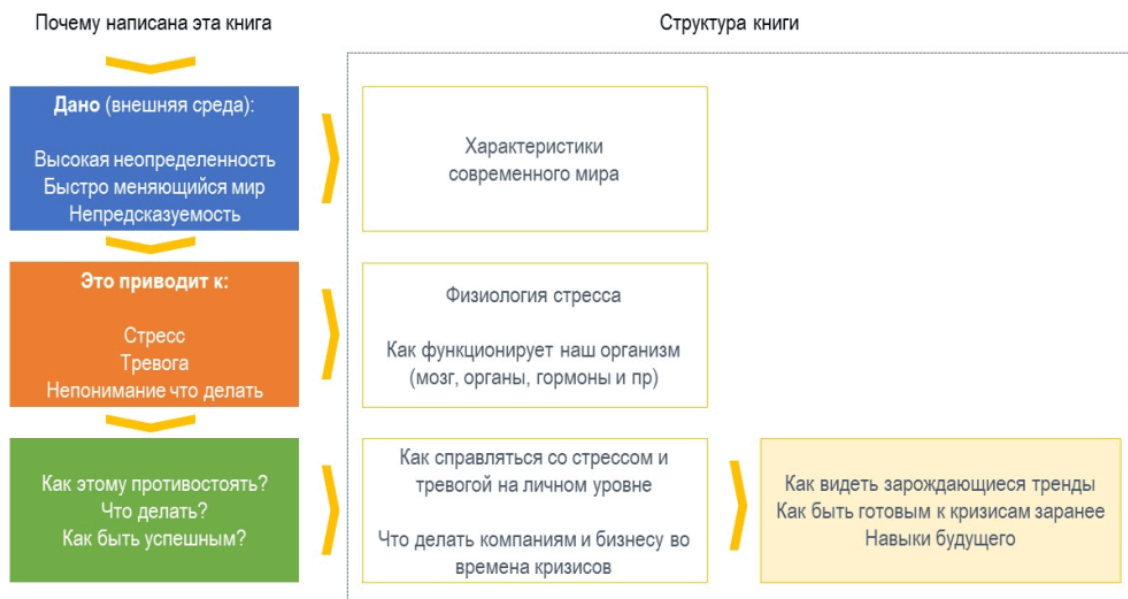 Почему написана эта книга
Структура книги
Дано (внешняя среда):
Высокая неопределенность
Быстро меняющийся мир
Непредсказуемость
Характеристики
современного мира
Это приводит к:
Стресс
Тревога
Непонимание что делать
Физиология стресса
Как функционирует наш организм
(мозг, органы, гормоны и пр)
Как этому противостоять?
Что делать?
Как быть успешным?
Как справляться со стрессом и
тревогой на личном уровне
Что делать компаниям и бизнесу во
времена кризисов
Как видеть зарождающиеся тренды
Как быть готовым к кризисам заранее
Навыки будущего